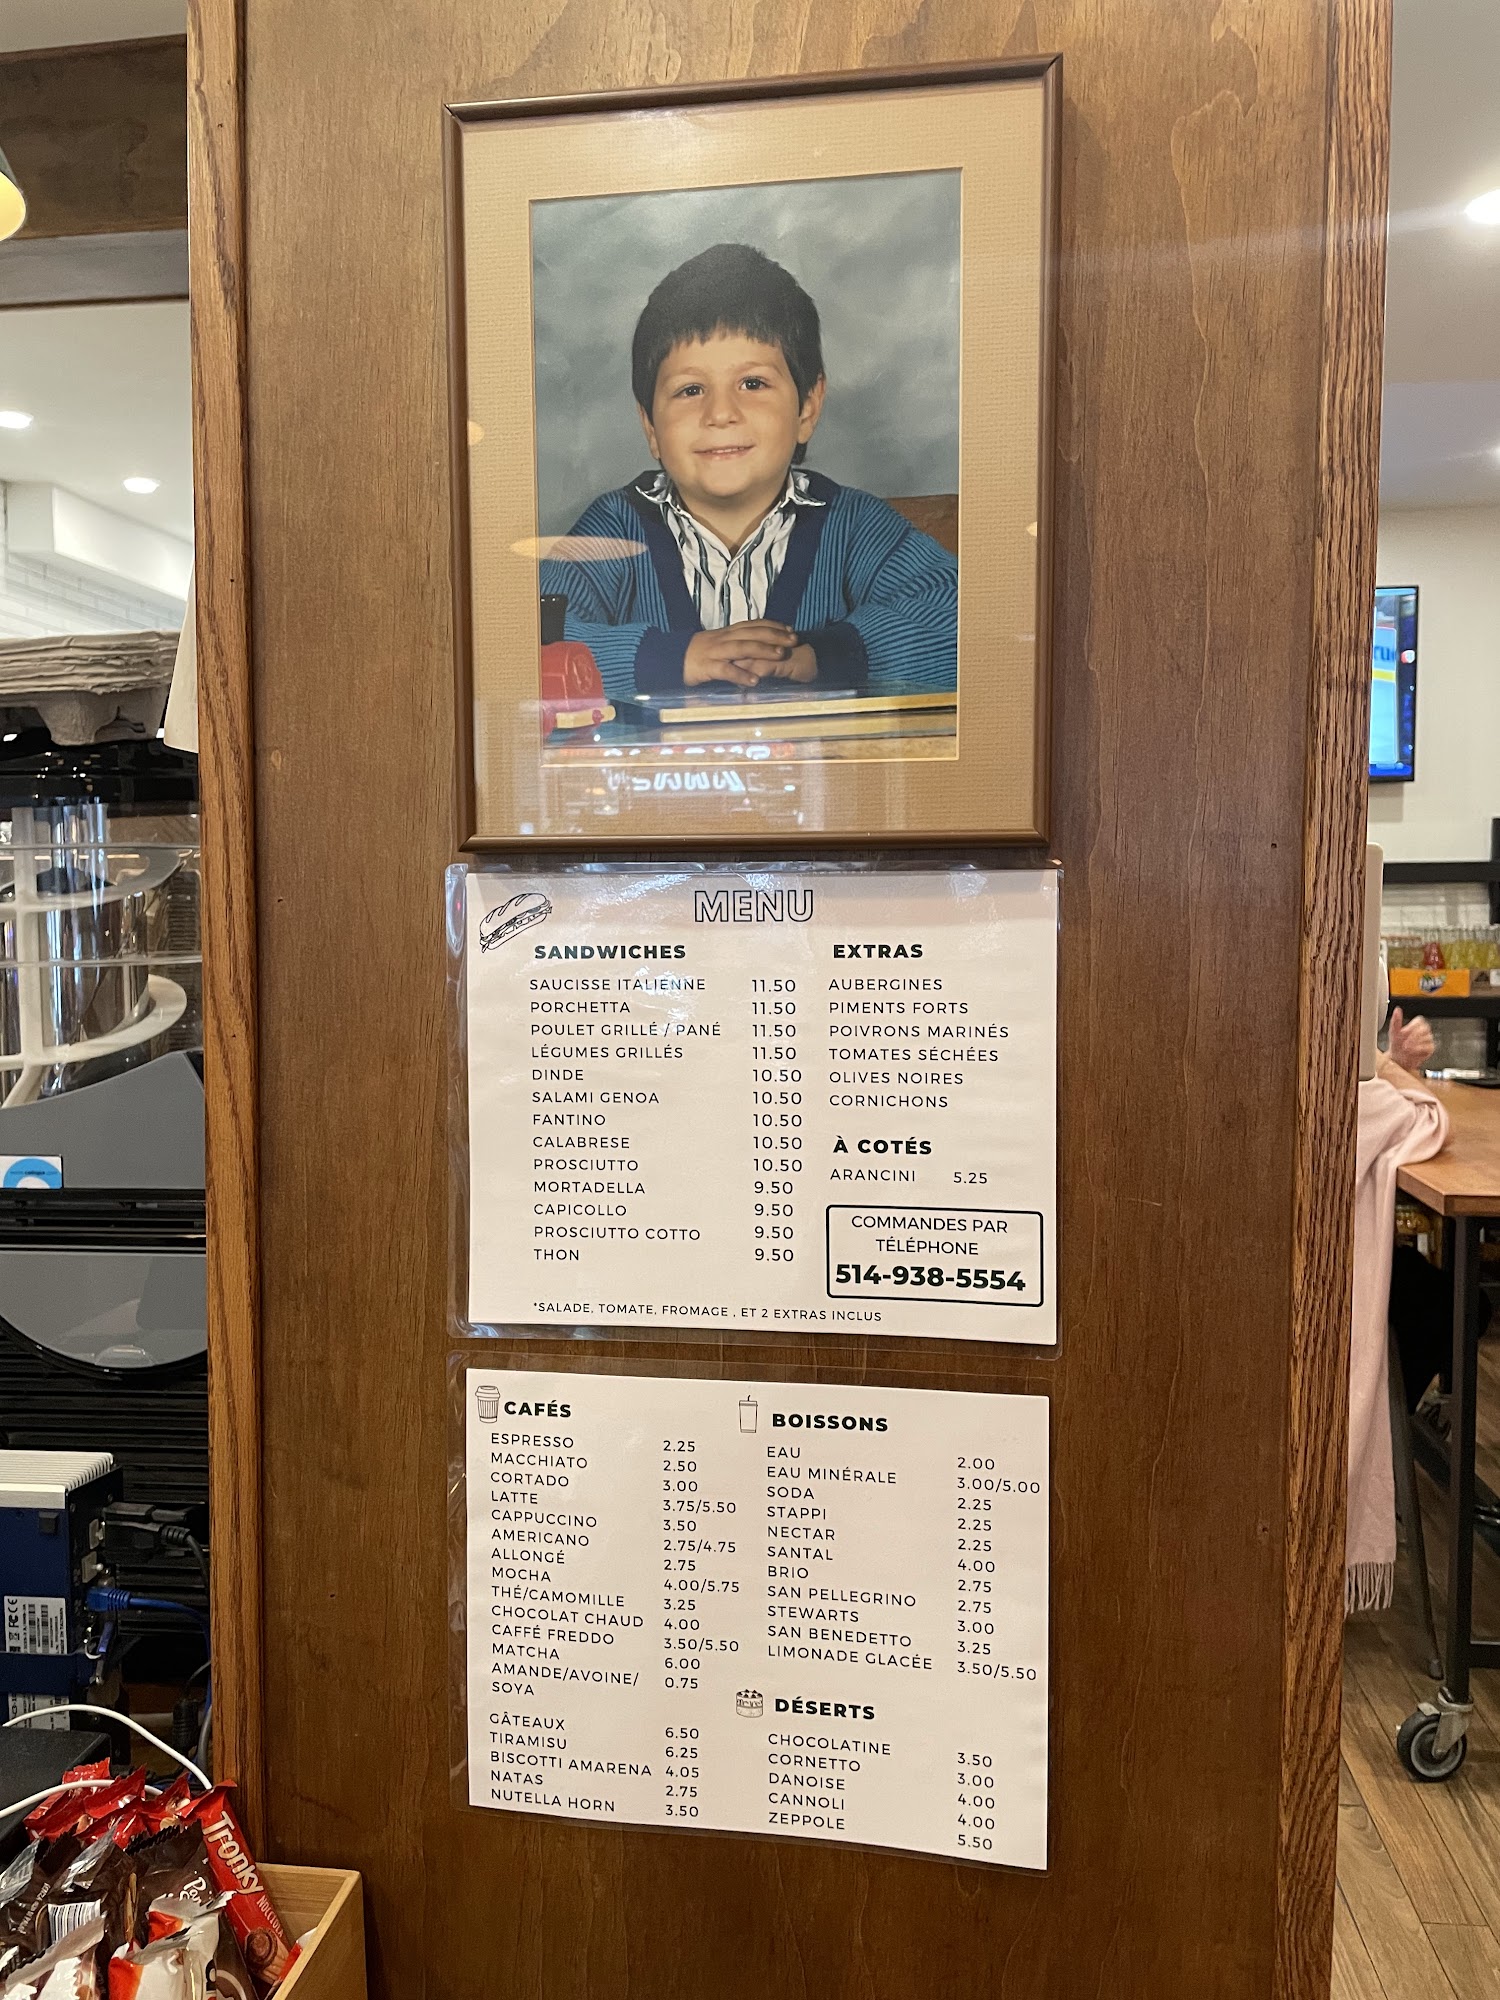 MENU
SANDWICHES
SAUCISSE ITALIENNE 11.50
PORCHETTA 11.50
POULET GRILLÉ / PANÉ 11.50
LÉGUMES GRILLÉS 11.50
DINDE 10.50
SALAMI GENOA 10.50
FANTINO 10.50
CALABRESE 10.50
PROSCIUTTO 10.50
MORTADELLA 9.50
CAPICOLLO 9.50
PROSCIUTTO COTTO 9.50
THON 9.50
*SALADE, TOMATE, FROMAGE , ET 2 EXTRAS INCLUS
EXTRAS
AUBERGINES
PIMENTS FORTS
POIVRONS MARINÉS
TOMATES SÉCHÉES
OLIVES NOIRES
CORNICHONS
À COTÉS
ARANCINI 5.25
COMMANDES PAR
TÉLÉPHONE
514-938-5554
CAFÉS
ESPRESSO 2.25
MACCHIATO 2.50
CORTADO 3.00
LATTE 3.75/5.50
CAPPUCCINO 3.50
AMERICANO 2.75/4.75
ALLONGÉ 2.75
MOCHA 4.00/5.75
THÉ/CAMOMILLE 3.25
CHOCOLAT CHAUD 4.00
CAFFÉ FREDDO 3.50/5.50
MATCHA 6.00
AMANDE/AVOINE/ 0.75
SOYA
GÂTEAUX 6.50
TIRAMISU 6.25
BISCOTTI AMARENA 4.05
NATAS 2.75
NUTELLA HORN 3.50
BOISSONS
EAU 2.00
EAU MINÉRALE 3.00/5.00
SODA 2.25
STAPPI 2.25
NECTAR 2.25
SANTAL 4.00
BRIO 2.75
SAN PELLEGRINO 2.75
STEWARTS 3.00
SAN BENEDETTO 3.25
LIMONADE GLACÉE 3.50/5.50
DÉSERTS
CHOCOLATINE 3.50
CORNETTO 3.00
DANOISE 4.00
CANNOLI 4.00
ZEPPOLE 5.50
Tronky